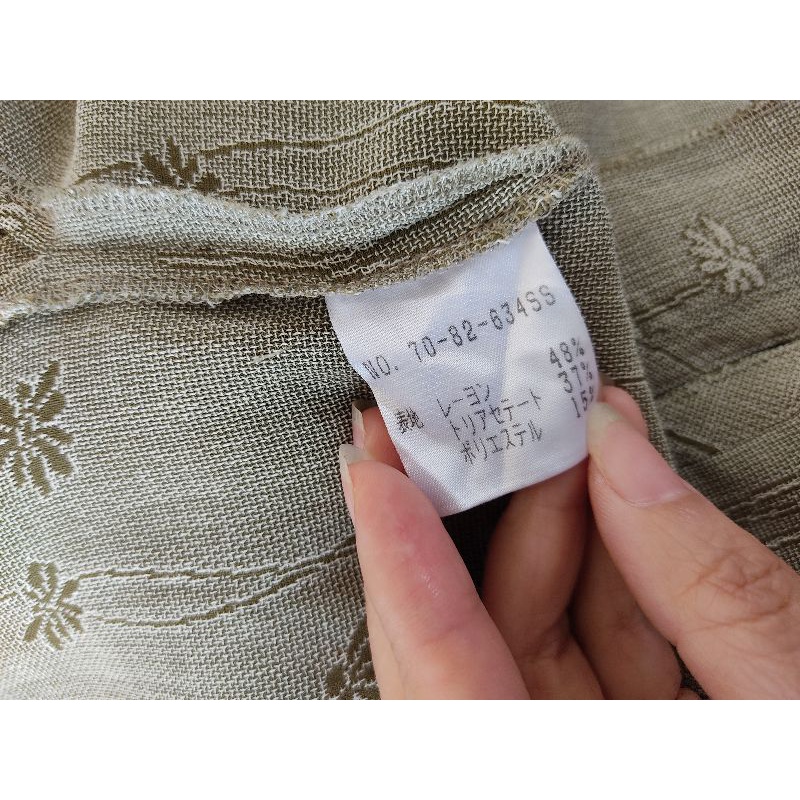 NO. 70-82-634SS
表地 レーヨン 48%
トリアセテート 37%
ポリエステル 15%